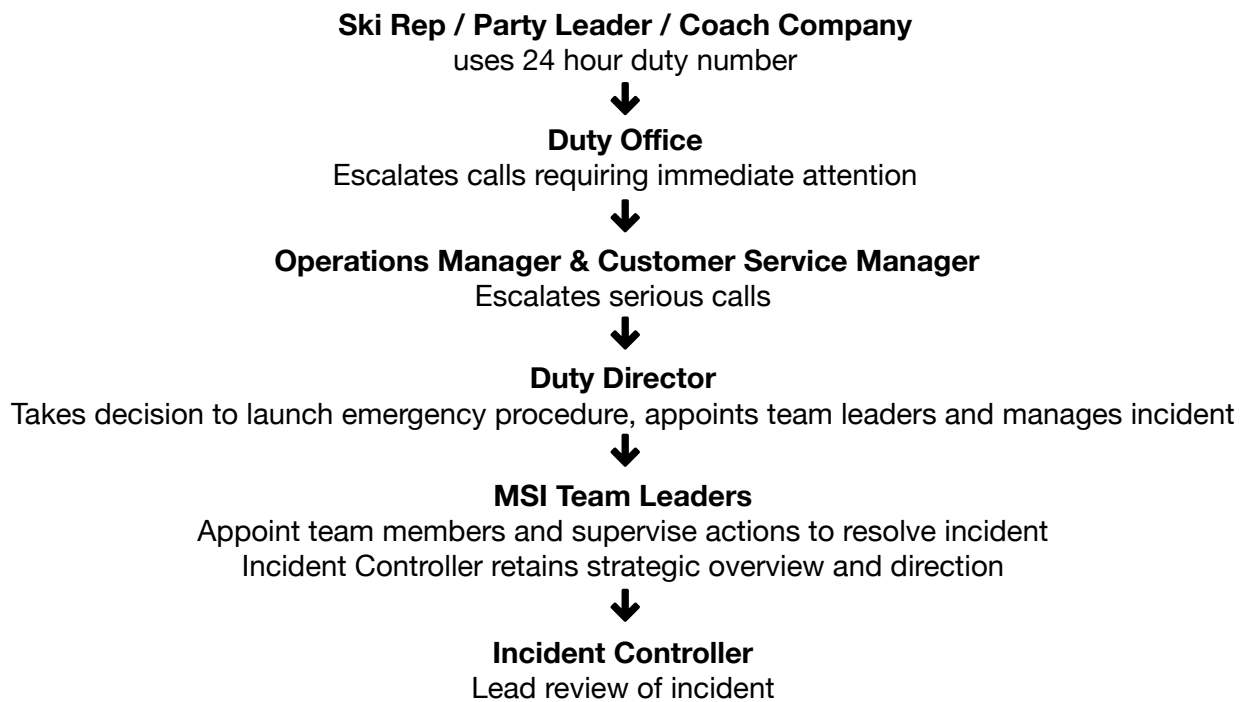 Ski Rep / Party Leader / Coach Company
uses 24 hour duty number
Duty Office
Escalates calls requiring immediate attention
Operations Manager & Customer Service Manager
Escalates serious calls
Duty Director
Takes decision to launch emergency procedure, appoints team leaders and manages incident
MSI Team Leaders
Appoint team members and supervise actions to resolve incident
Incident Controller retains strategic overview and direction
Incident Controller
Lead review of incident